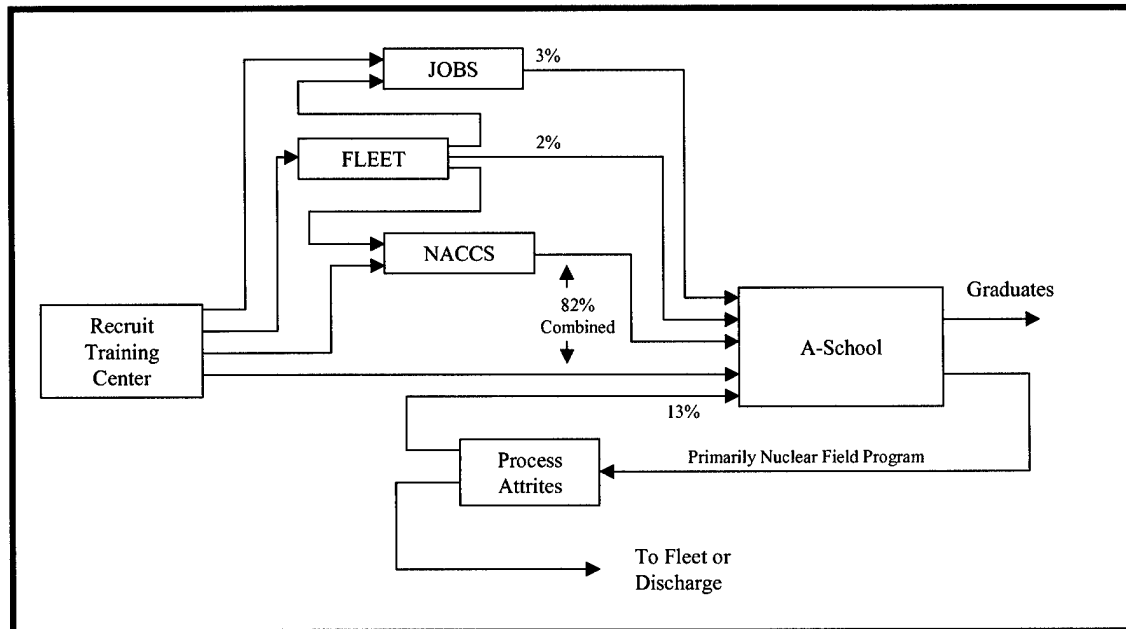 JOBS
3%
FLEET
2%
NACCS
82%
Combined
Recruit
Training
Center
A-School
Graduates
13%
Process
Attrites
Primarily Nuclear Field Program
To Fleet or
Discharge